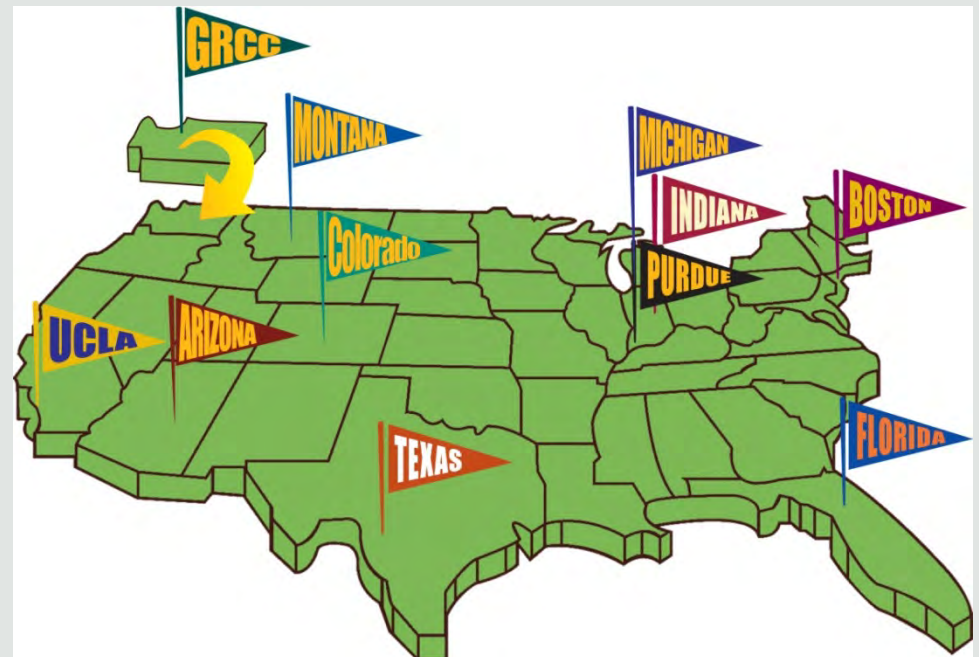 GRCC
MONTANA
MICHIGAN
INDIANA
BOSTON
Colorado
PURDUE
UCLA
ARIZONA
TEXAS
FLORIDA